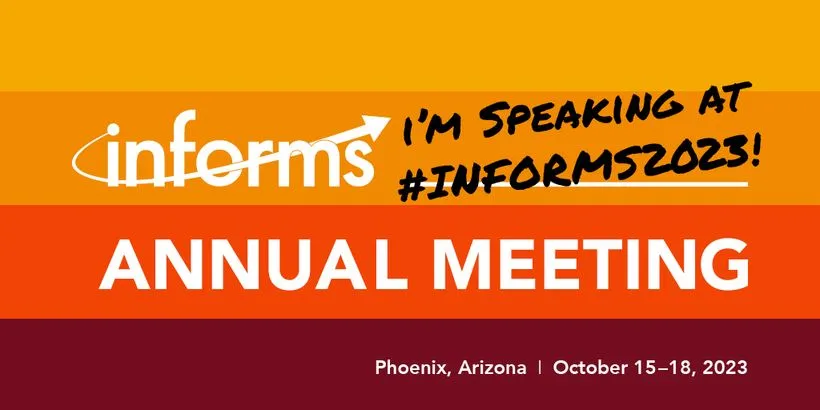 informs
I'M SPEAKING AT
#INFORMS2023!
ANNUAL MEETING
Phoenix, Arizona | October 15–18, 2023